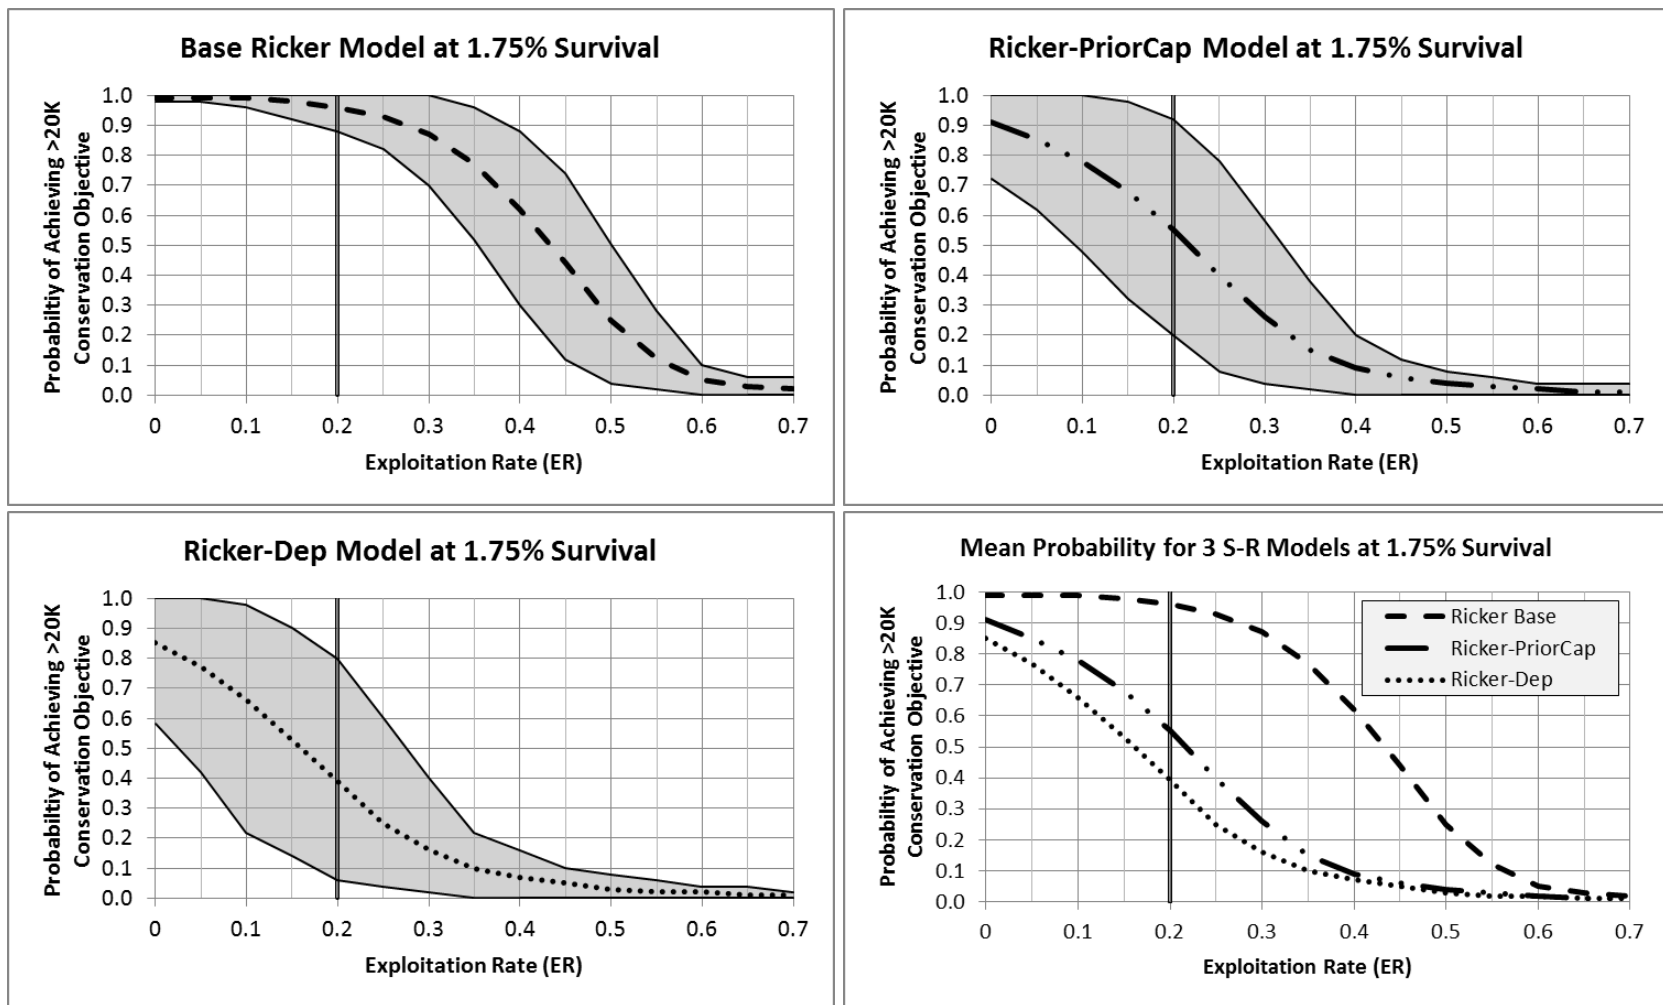 Base Ricker Model at 1.75% Survival
Probabiltiy of Achieving >20K
Conservation Objective
1.0
0.9
0.8
0.7
0.6
0.5
0.4
0.3
0.2
0.1
0.0
0 0.1 0.2 0.3 0.4 0.5 0.6 0.7
Exploitation Rate (ER)
Ricker-PriorCap Model at 1.75% Survival
Probabiltiy of Achieving >20K
Conservation Objective
1.0
0.9
0.8
0.7
0.6
0.5
0.4
0.3
0.2
0.1
0.0
0 0.1 0.2 0.3 0.4 0.5 0.6 0.7
Exploitation Rate (ER)
Ricker-Dep Model at 1.75% Survival
Probabiltiy of Achieving >20K
Conservation Objective
1.0
0.9
0.8
0.7
0.6
0.5
0.4
0.3
0.2
0.1
0.0
0 0.1 0.2 0.3 0.4 0.5 0.6 0.7
Exploitation Rate (ER)
Mean Probability for 3 S-R Models at 1.75% Survival
Probabiltiy of Achieving >20K
Conservation Objective
1.0
0.9
0.8
0.7
0.6
0.5
0.4
0.3
0.2
0.1
0.0
Ricker Base
Ricker-PriorCap
Ricker-Dep
0 0.1 0.2 0.3 0.4 0.5 0.6 0.7
Exploitation Rate (ER)